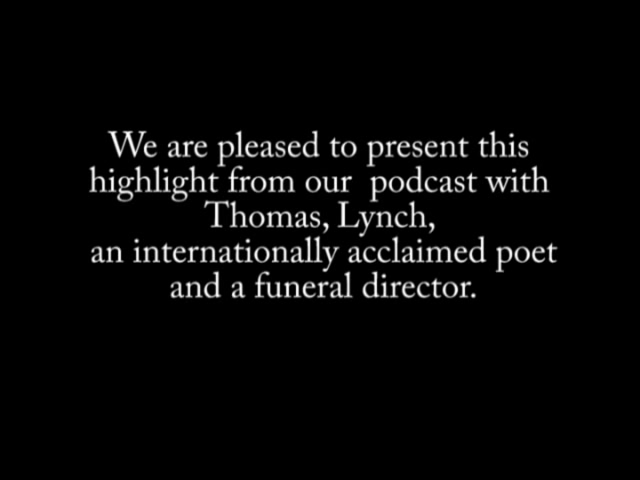 We are pleased to present this
highlight from our  podcast with
Thomas, Lynch,
an internationally acclaimed poet
and a funeral director.